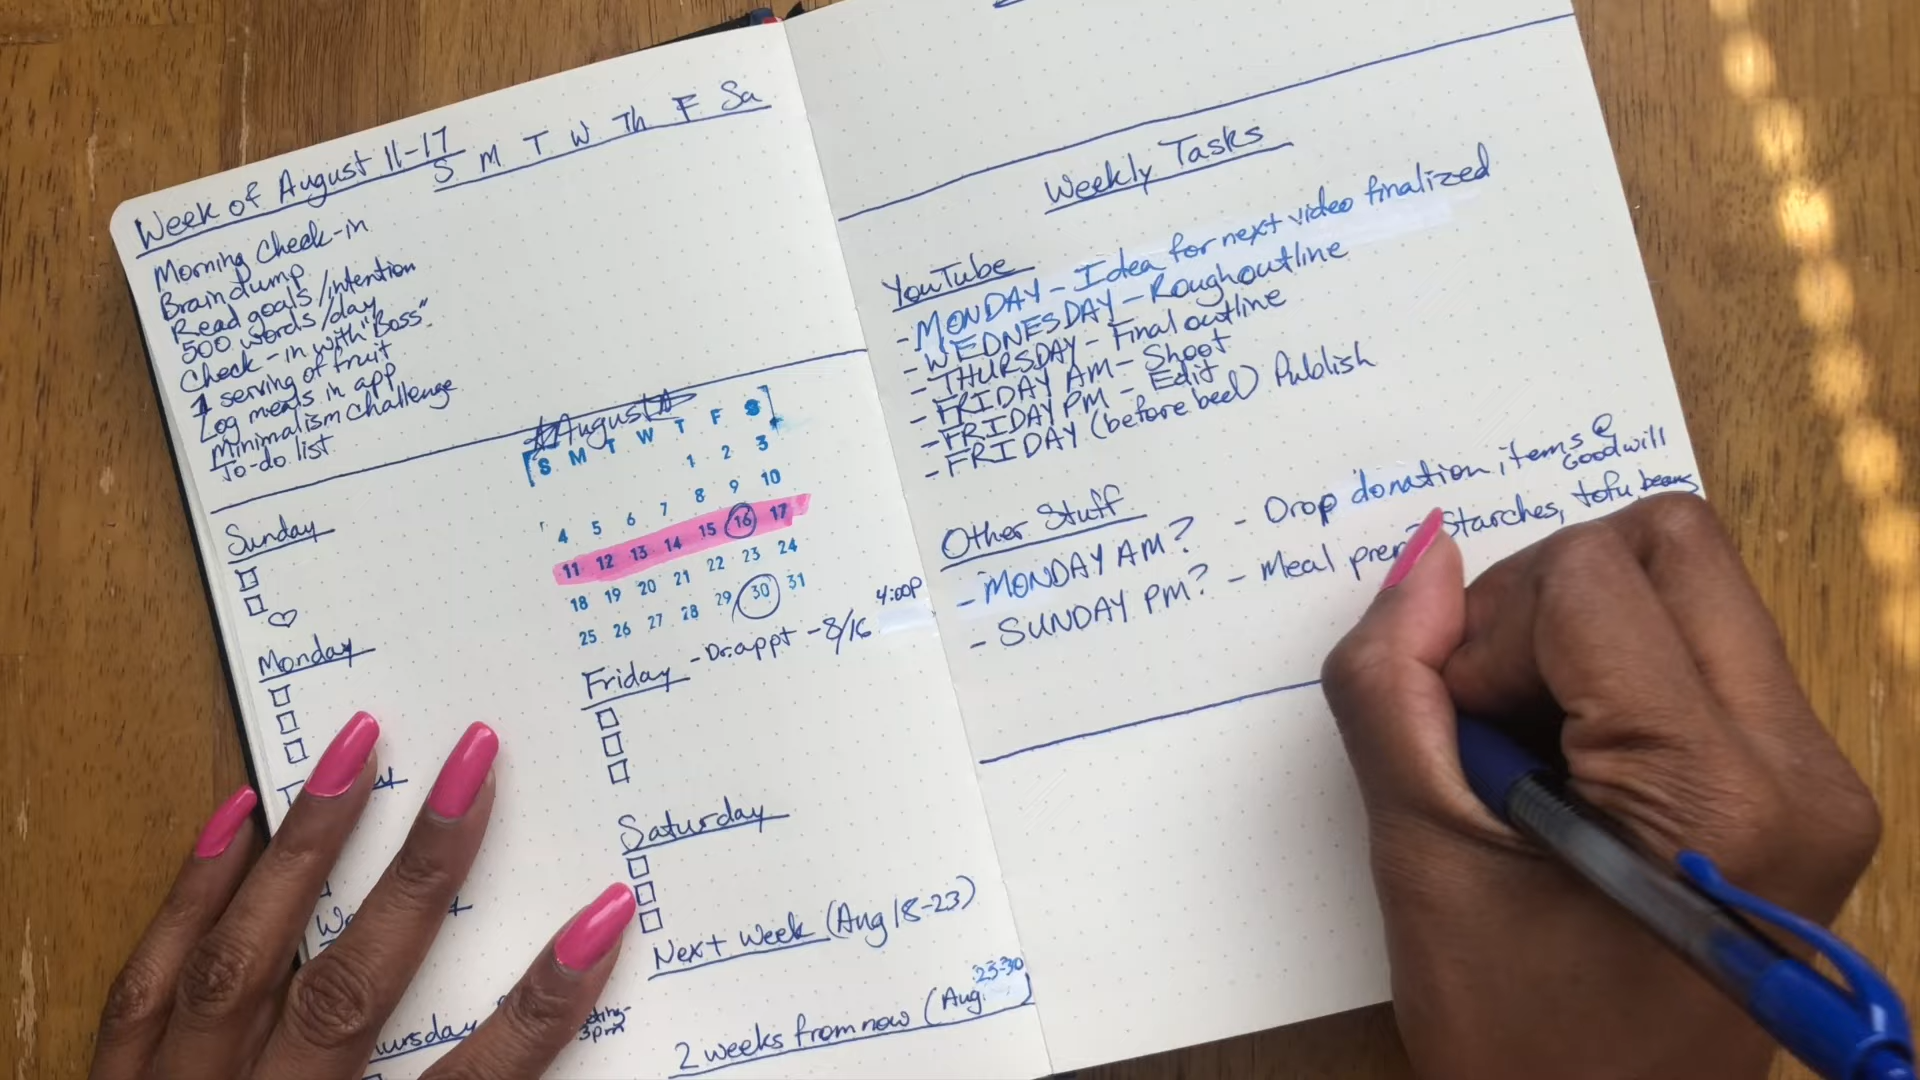 Week of August 11-17
S M T W Th F Sa
Morning Check-in
Brain dump
Read goals/intention
500 words/day
Check-in with "Boss"
1 serving of fruit
Log meals in app
Minimalism challenge
To-do list
August
S M T W T F S
1 2 3
4 5 6 7 8 9 10
11 12 13 14 15 16 17
18 19 20 21 22 23 24
25 26 27 28 29 30 31
Sunday
Monday
Friday - Dr. appt - 8/16 4:00P
Saturday
Next Week (Aug 18-23)
3pm
2 weeks from now (Aug. 23-30)
Weekly Tasks
YouTube
- MONDAY - Idea for next video finalized
- WEDNESDAY - Rough outline
- THURSDAY - Final outline
- FRIDAY AM - Shoot
- FRIDAY PM - Edit
- FRIDAY (before bed) Publish
Other Stuff
- MONDAY AM? - Drop donation items @ Goodwill
- SUNDAY PM? - Meal prep Starches, tofu, beans